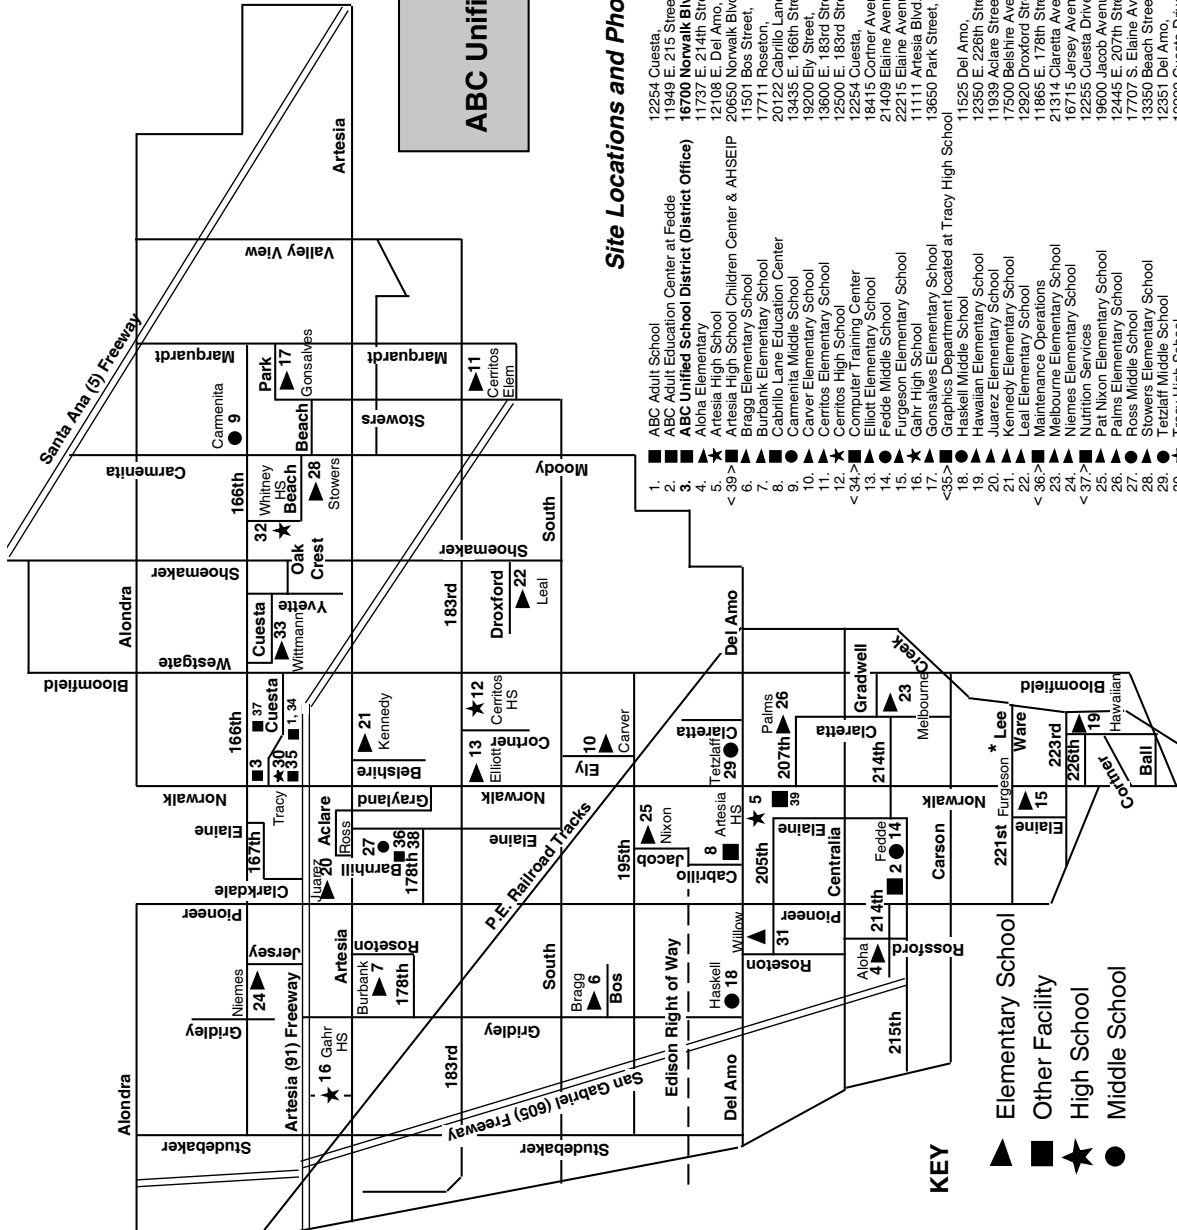 ABC Unifi
Site Locations and Pho
1. ABC Adult School 12254 Cuesta,
2. ABC Adult Education Center at Fedde 11949 E. 215 Street
3. ABC Unified School District (District Office) 16700 Norwalk Blv
4. Aloha Elementary 11737 E. 214th Stre
5. Artesia High School 12108 E. Del Amo,
< 39.> Artesia High School Children Center & AHSEIP 20650 Norwalk Blvd
6. Bragg Elementary School 11501 Bos Street,
7. Burbank Elementary School 17711 Roseton,
8. Cabrillo Lane Education Center 20122 Cabrillo Lane
9. Carmenita Middle School 13435 E. 166th Stre
10. Carver Elementary School 19200 Ely Street,
11. Cerritos Elementary School 13600 E. 183rd Stre
12. Cerritos High School 12500 E. 183rd Stre
< 34.> Computer Training Center 12254 Cuesta,
13. Elliott Elementary School 18415 Cortner Aven
14. Fedde Middle School 21409 Elaine Avenu
15. Furgeson Elementary School 22215 Elaine Avenu
16. Gahr High School 11111 Artesia Blvd.
17. Gonsalves Elementary School 13650 Park Street,
<35> Graphics Department located at Tracy High School
18. Haskell Middle School 11525 Del Amo,
19. Hawaiian Elementary School 12350 E. 226th Stre
20. Juarez Elementary School 11939 Aclare Street
21. Kennedy Elementary School 17500 Belshire Ave
22. Leal Elementary School 12920 Droxford Stre
< 36> Maintenance Operations 11865 E. 178th Stre
23. Melbourne Elementary School 21314 Claretta Ave
24. Niemes Elementary School 16715 Jersey Aven
< 37> Nutrition Services 12255 Cuesta Drive
25. Pat Nixon Elementary School 19600 Jacob Avenu
26. Palms Elementary School 12445 E. 207th Stre
27. Ross Middle School 17707 S. Elaine Av
28. Stowers Elementary School 13350 Beach Street
29. Tetzlaff Middle School 12351 Del Amo,
Santa Ana (5) Freeway
Artesia
Valley View
Marquardt
Park
17
Gonsalves
Marquardt
11
Cerritos
Elem
Carmenita
9
Beach
Stowers
Carmenita
166th
Whitney
HS
32
Beach
28
Stowers
Moody
South
Shoemaker
Oak
Crest
Shoemaker
Alondra
Cuesta
Yvette
33
Wittmann
183rd
Droxford
22
Leal
Westgate
Del Amo
Bloomfield
166th
37
Cuesta
1, 34
3
30
35
Tracy
21
Kennedy
Belshire
12
Cerritos
HS
13
Elliott
Cortner
10
Carver
Ely
Claretta
Tetzlaff
29
Palms
26
207th
Gradwell
Creek
23
Melbourne
Claretta
214th
Bloomfield
* Lee
Ware
223rd
226th
19
Hawaiian
Cortner
Ball
Norwalk
Norwalk
Norwalk
Elaine
167th
Clarkdale
Aclare
Grayland
Ross
Juarez
20
27
Barnhill
36
178th
38
Elaine
P.E. Railroad Tracks
195th
25
Nixon
Jacob
8
Cabrillo
Artesia
HS
5
39
205th
Elaine
Centralia
Fedde
2
14
Carson
221st
Furgeson
15
Elaine
Pioneer
Jersey
Niemes
24
Gridley
Artesia (91) Freeway
Artesia
Roseton
Burbank
7
178th
16 Gahr
HS
183rd
Gridley
South
Bragg
6
Bos
Edison Right of Way
Willow
31
Pioneer
Roseton
Haskell
18
Aloha
4
214th
Rossford
215th
Alondra
Studebaker
Studebaker
San Gabriel (605) Freeway
Del Amo
KEY
Elementary School
Other Facility
High School
Middle School